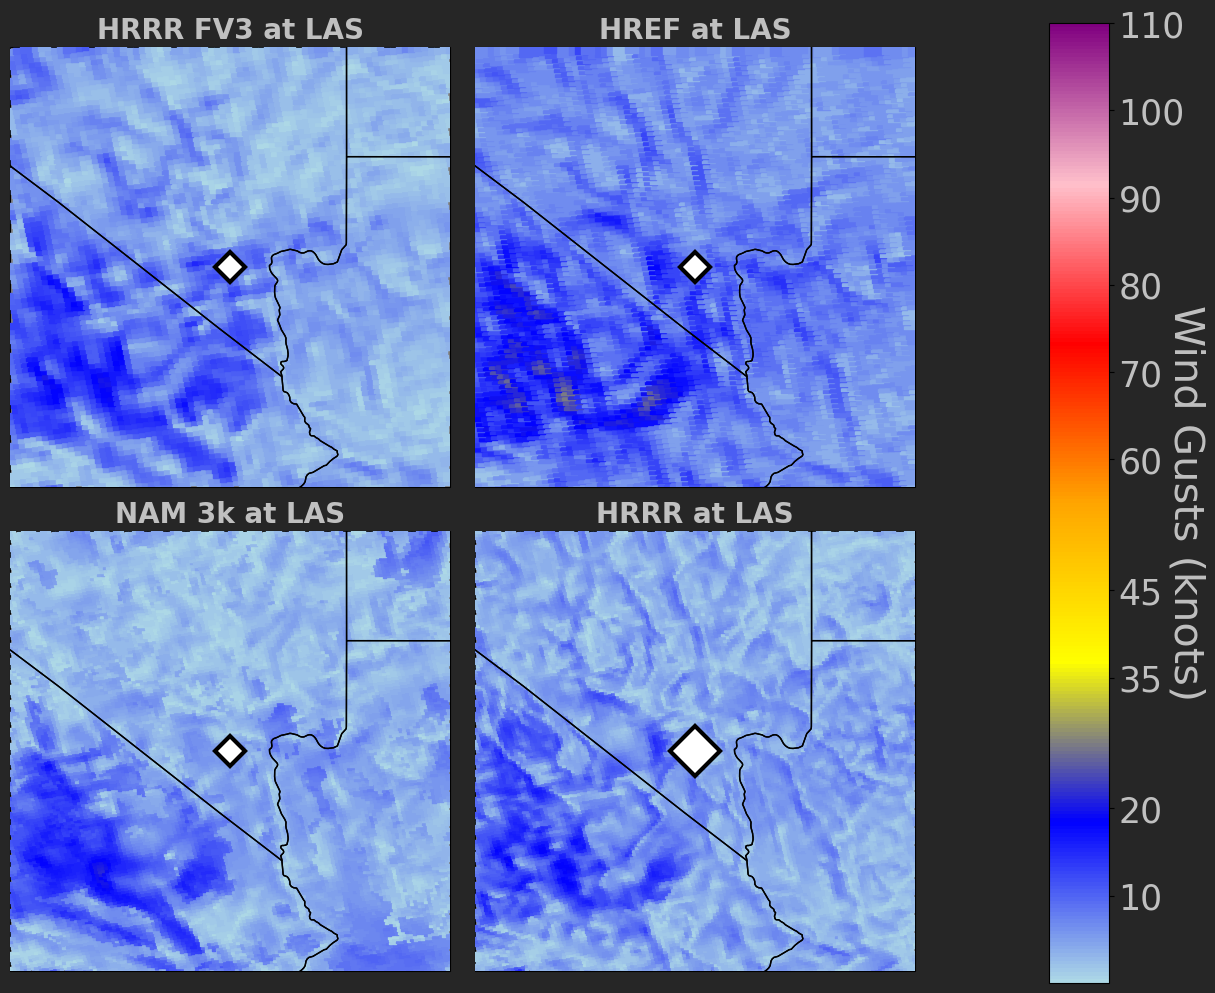 HRRR FV3 at LAS
HREF at LAS
NAM 3k at LAS
HRRR at LAS
110
100
90
80
70
60
45
35
20
10
Wind Gusts (knots)